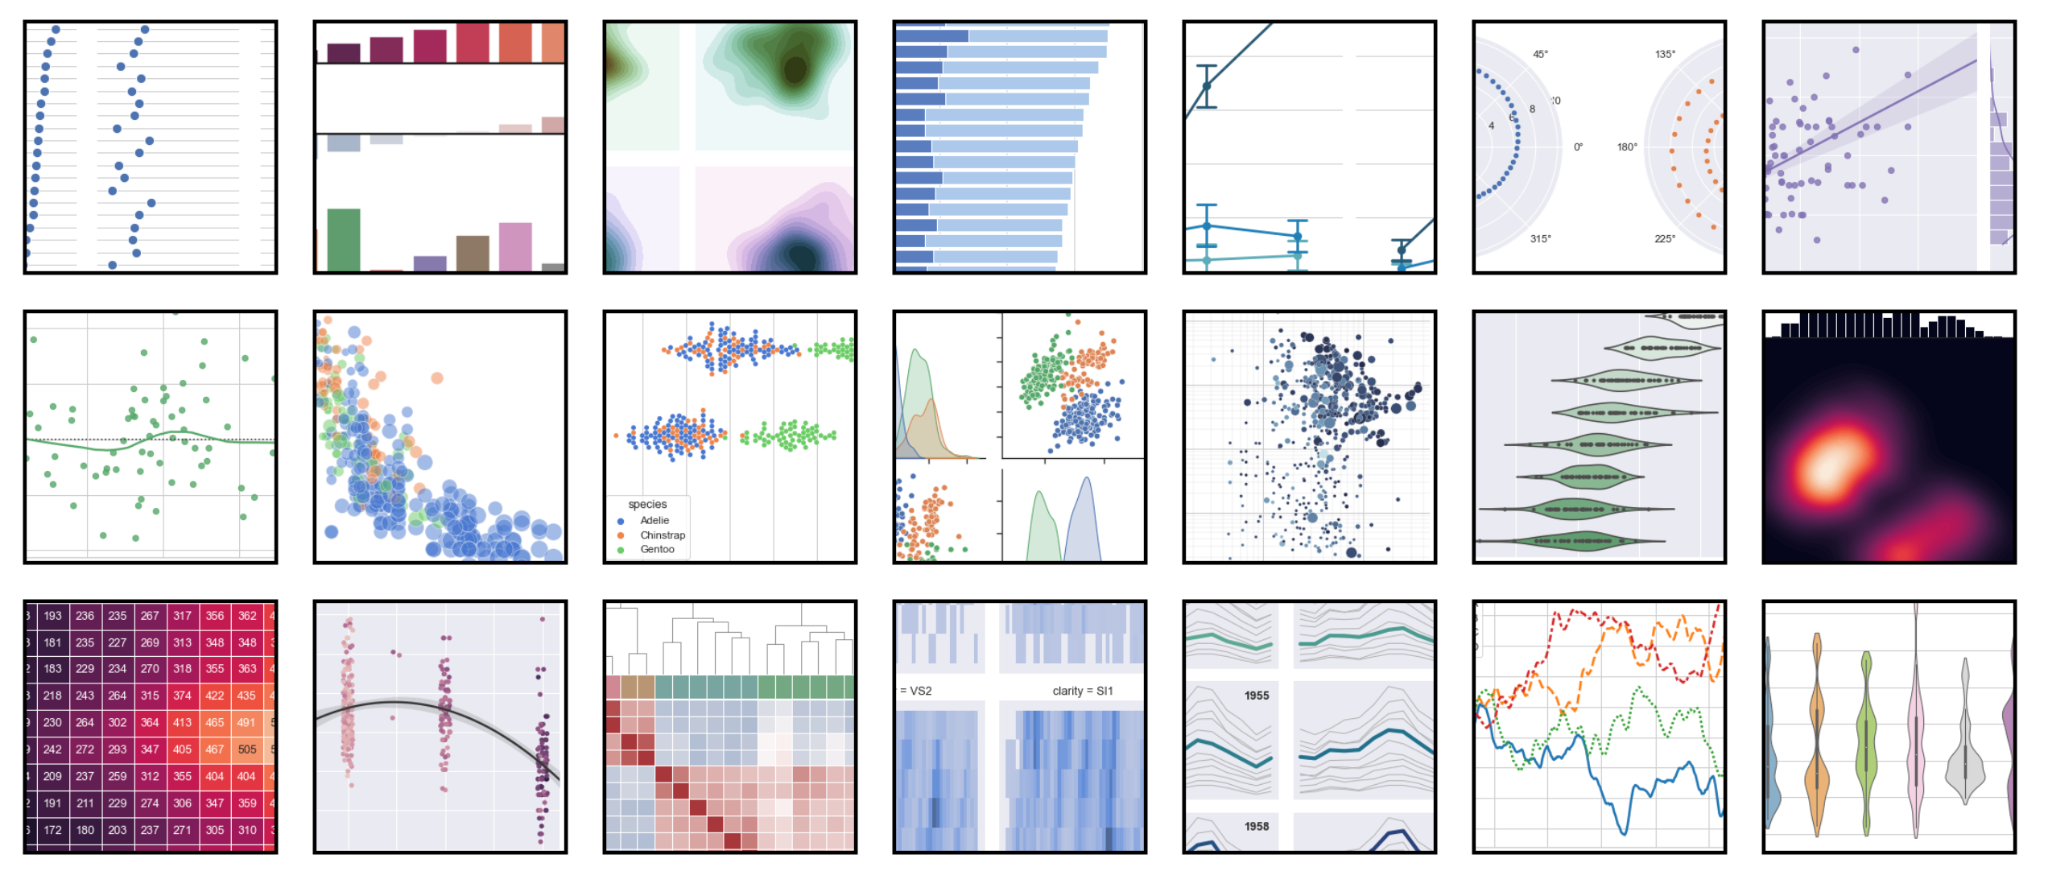 45°
135°
20
8
6
4
0°
180°
315°
225°
species
Adelie
Chinstrap
Gentoo
193 236 235 267 317 356 362
181 235 227 269 313 348 348
183 229 234 270 318 355 363
218 243 264 315 374 422 435
230 264 302 364 413 465 491
242 272 293 347 405 467 505
209 237 259 312 355 404 404
191 211 229 274 306 347 359
172 180 203 237 271 305 310
= VS2 clarity = SI1
1955
1958